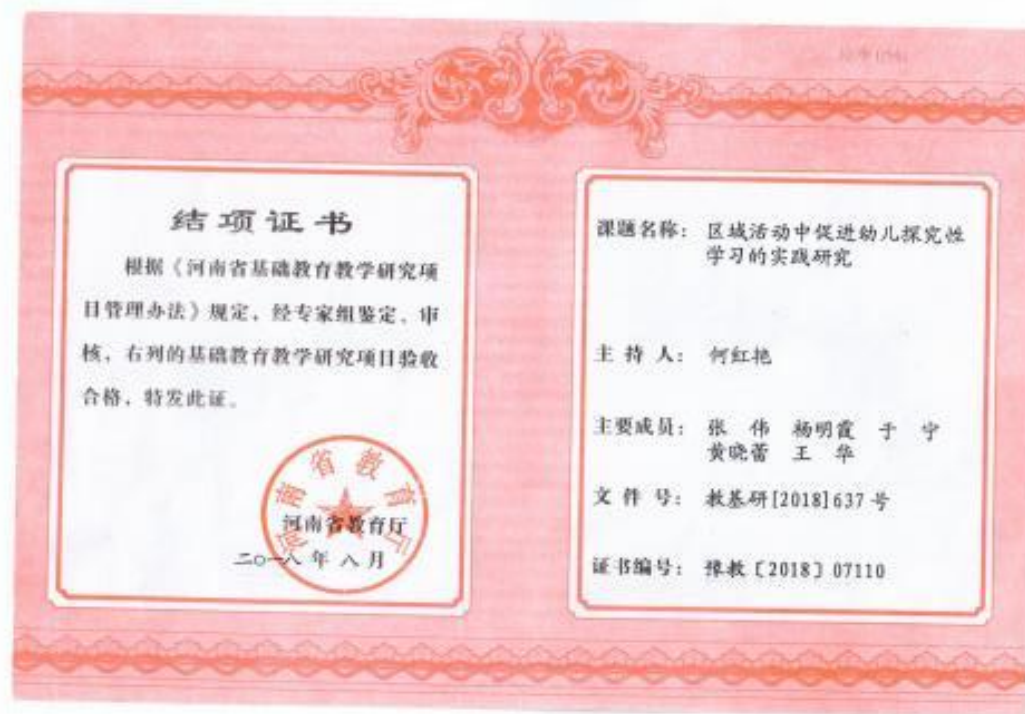 结项证书
根据《河南省基础教育教学研究项
目管理办法》规定，经专家组鉴定、审
核，右列的基础教育教学研究项目验收
合格，特发此证。
河南省教育厅
河南省教育厅
二〇一八年八月
课题名称： 区域活动中促进幼儿探究性
学习的实践研究
主 持 人： 何红艳
主要成员： 张 伟 杨明霞 于 宁
黄晓蕾 王 华
文 件 号： 教基研[2018]637号
证书编号： 豫教〔2018〕07110